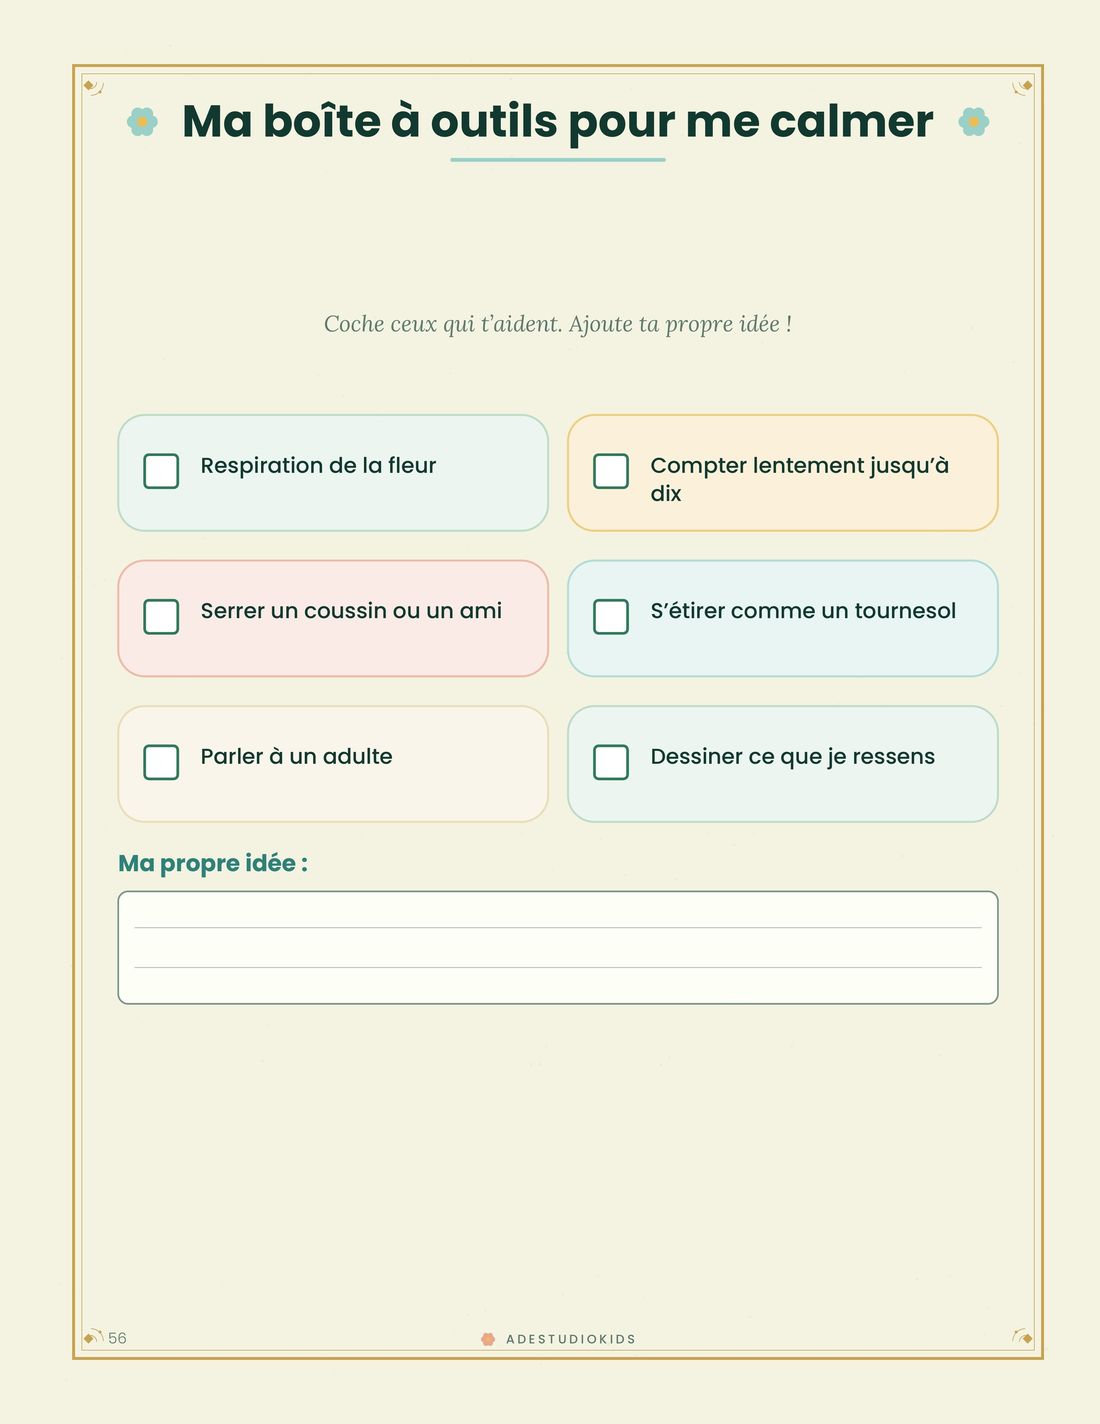 Ma boîte à outils pour me calmer
Coche ceux qui t’aident. Ajoute ta propre idée !
Respiration de la fleur
Compter lentement jusqu’à
dix
Serrer un coussin ou un ami
S’étirer comme un tournesol
Parler à un adulte
Dessiner ce que je ressens
Ma propre idée :
56
ADESTUDIOKIDS